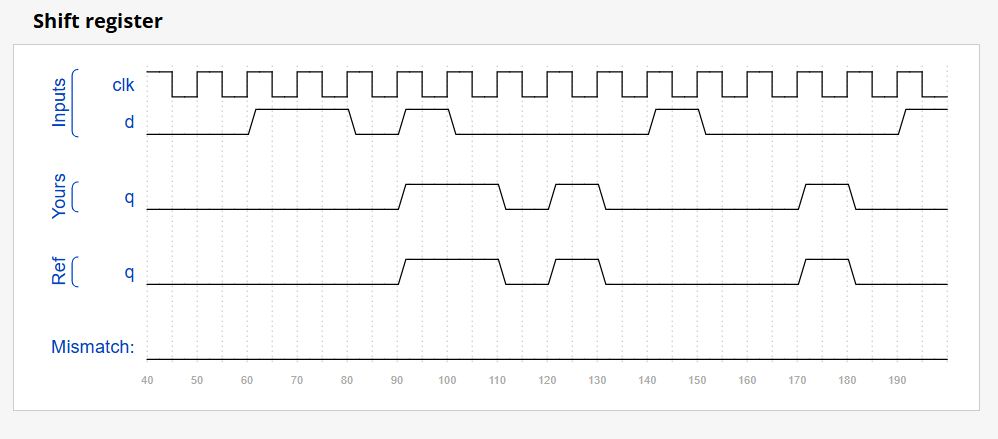 Shift register
Inputs
clk
d
Yours
q
Ref
q
Mismatch:
40 50 60 70 80 90 100 110 120 130 140 150 160 170 180 190